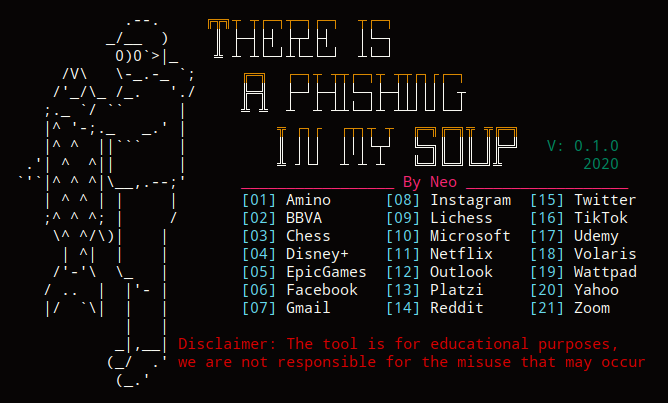 THERE IS
A PHISHING
IN MY SOUP
V: 0.1.0
2020
By Neo
[01] Amino [08] Instagram [15] Twitter
[02] BBVA [09] Lichess [16] TikTok
[03] Chess [10] Microsoft [17] Udemy
[04] Disney+ [11] Netflix [18] Volaris
[05] EpicGames [12] Outlook [19] Wattpad
[06] Facebook [13] Platzi [20] Yahoo
[07] Gmail [14] Reddit [21] Zoom
Disclaimer: The tool is for educational purposes,
we are not responsible for the misuse that may occur